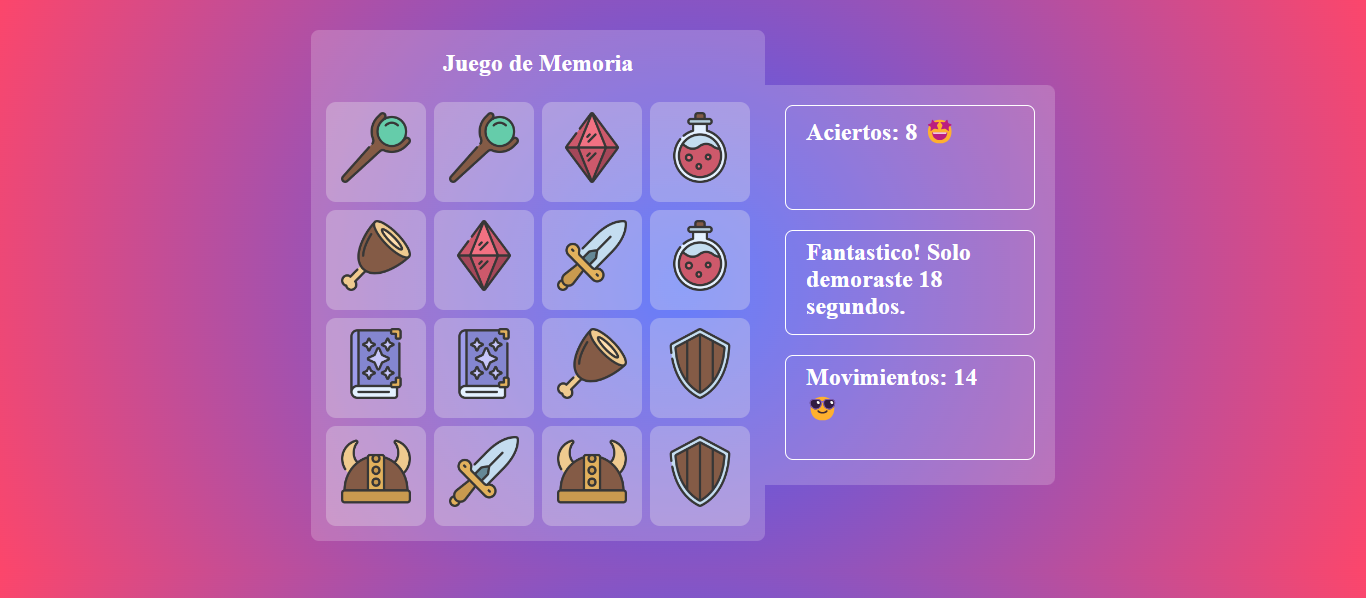 Juego de Memoria
Aciertos: 8 🤩
Fantastico! Solo
demoraste 18
segundos.
Movimientos: 14
😎